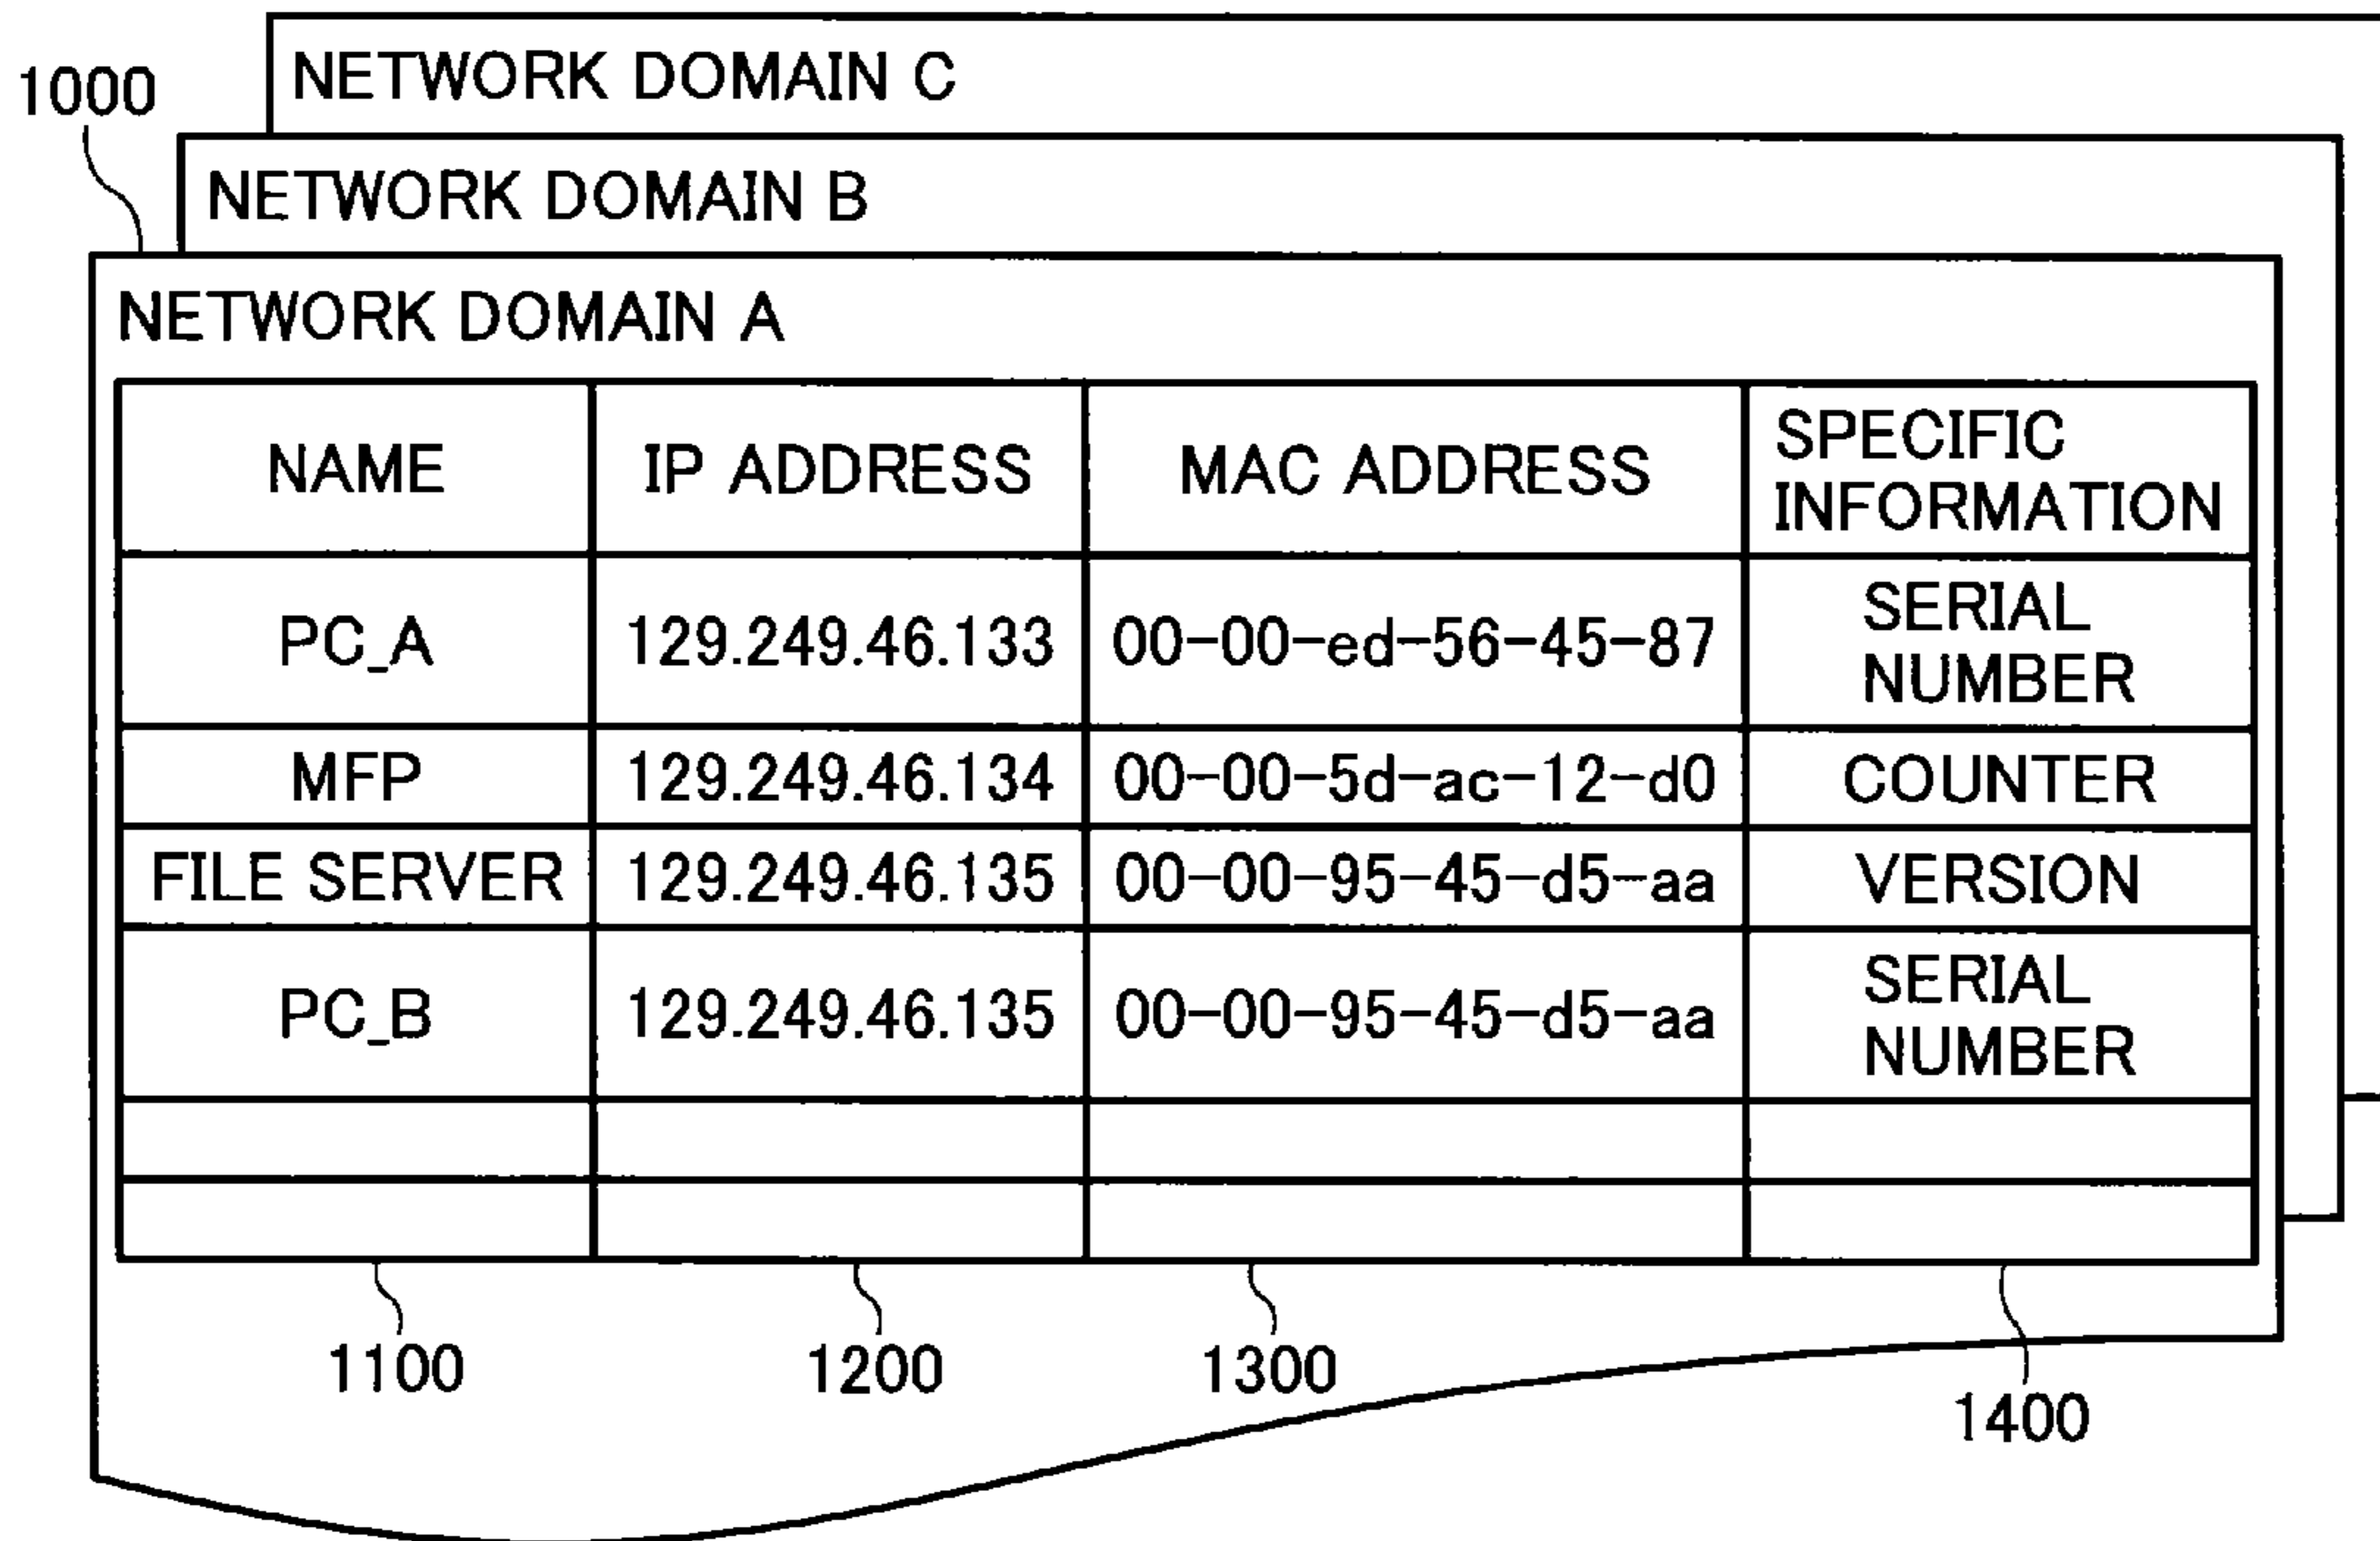 NETWORK DOMAIN C
1000
NETWORK DOMAIN B
NETWORK DOMAIN A
NAME IP ADDRESS MAC ADDRESS SPECIFIC INFORMATION
PC_A 129.249.46.133 00-00-ed-56-45-87 SERIAL NUMBER
MFP 129.249.46.134 00-00-5d-ac-12-d0 COUNTER
FILE SERVER 129.249.46.135 00-00-95-45-d5-aa VERSION
PC_B 129.249.46.135 00-00-95-45-d5-aa SERIAL NUMBER
1100 1200 1300 1400